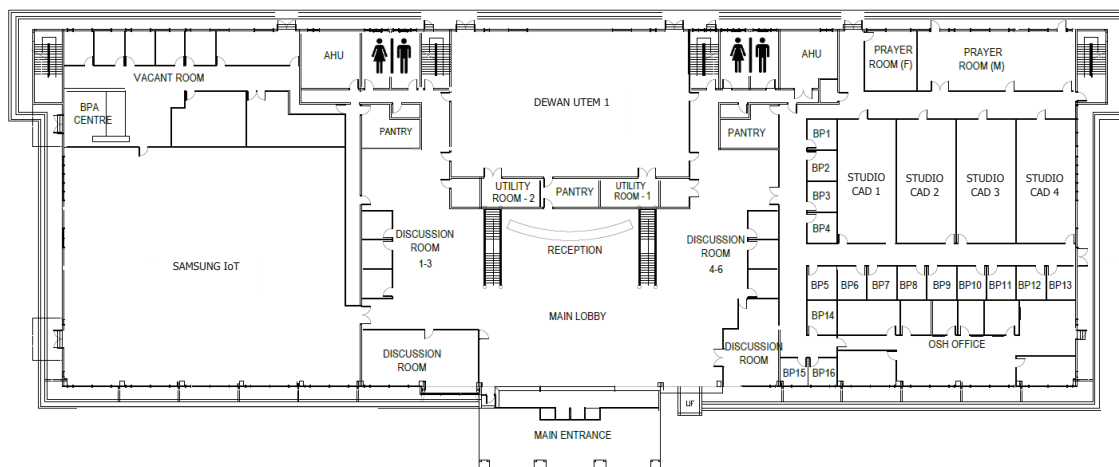 AHU
AHU
PRAYER
ROOM (F)
PRAYER
ROOM (M)
VACANT ROOM
BPA
CENTRE
DEWAN UTEM 1
PANTRY
PANTRY
BP1
BP2
BP3
BP4
STUDIO
CAD 1
STUDIO
CAD 2
STUDIO
CAD 3
STUDIO
CAD 4
UTILITY
ROOM - 2
PANTRY
UTILITY
ROOM - 1
DISCUSSION
ROOM
1-3
RECEPTION
DISCUSSION
ROOM
4-6
SAMSUNG IoT
BP5
BP6
BP7
BP8
BP9
BP10
BP11
BP12
BP13
MAIN LOBBY
BP14
DISCUSSION
ROOM
DISCUSSION
ROOM
OSH OFFICE
BP15
BP16
UF
MAIN ENTRANCE